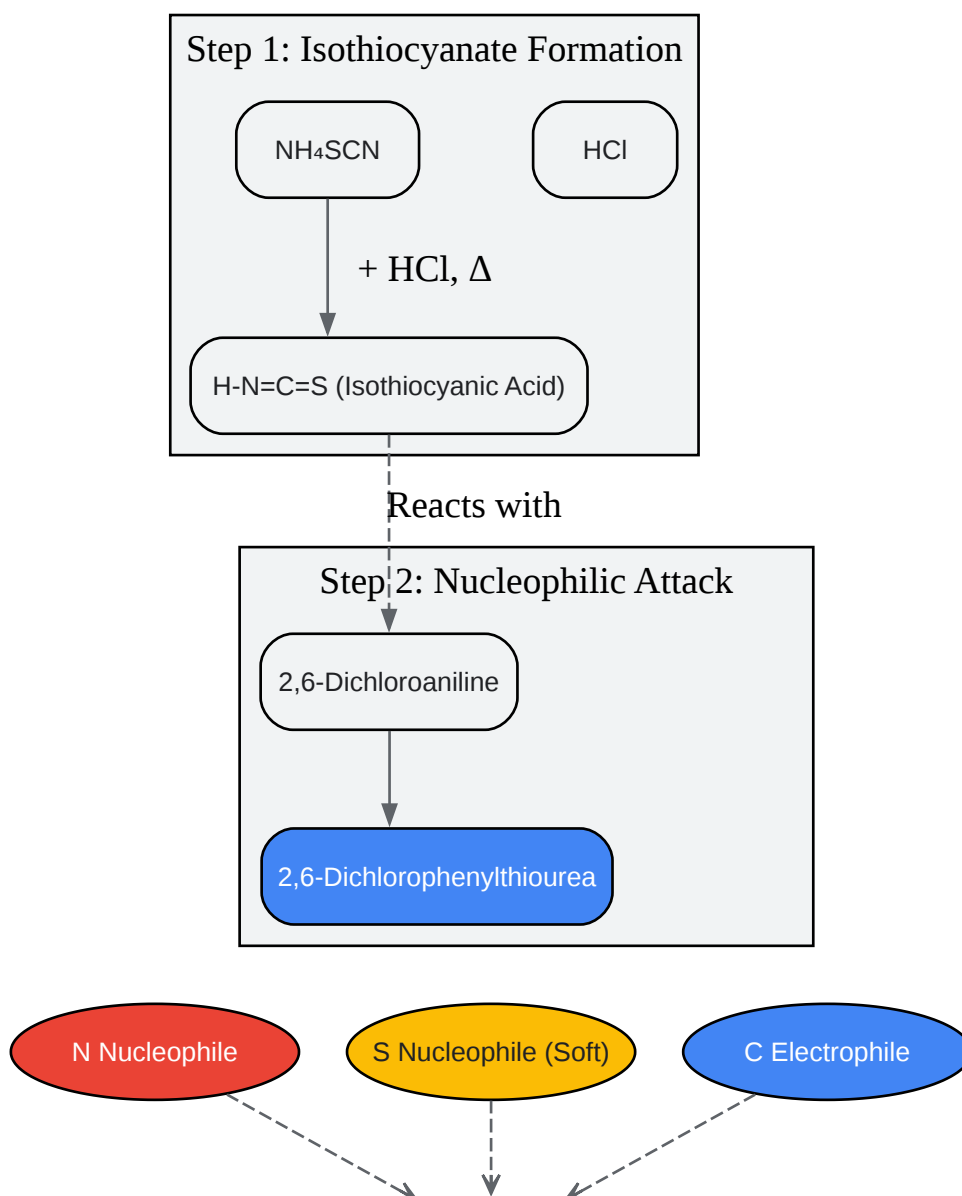 Step 1: Isothiocyanate Formation
NH₄SCN
HCl
+ HCl, Δ
H-N=C=S (Isothiocyanic Acid)
Reacts with
Step 2: Nucleophilic Attack
2,6-Dichloroaniline
2,6-Dichlorophenylthiourea
N Nucleophile
S Nucleophile (Soft)
C Electrophile